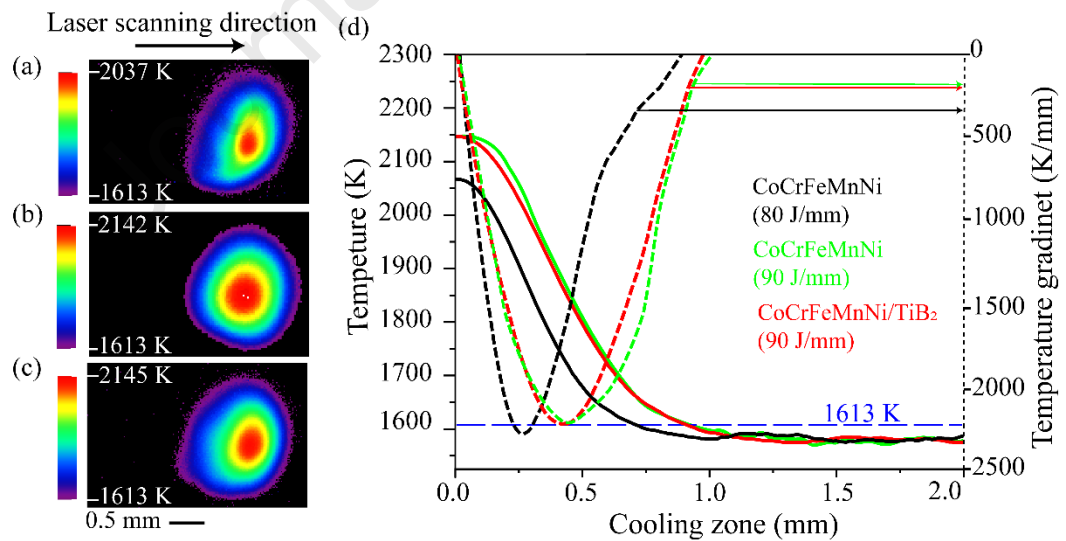 Laser scanning direction
(a)
2037 K
1613 K
(b)
2142 K
1613 K
(c)
2145 K
1613 K
0.5 mm
(d)
2300
2200
2100
2000
1900
1800
1700
1600
Tempeture (K)
0.0
0.5
1.0
1.5
2.0
Cooling zone (mm)
0
-500
-1000
-1500
-2000
-2500
Temperature gradinet (K/mm)
CoCrFeMnNi
(80 J/mm)
CoCrFeMnNi
(90 J/mm)
CoCrFeMnNi/TiB₂
(90 J/mm)
1613 K